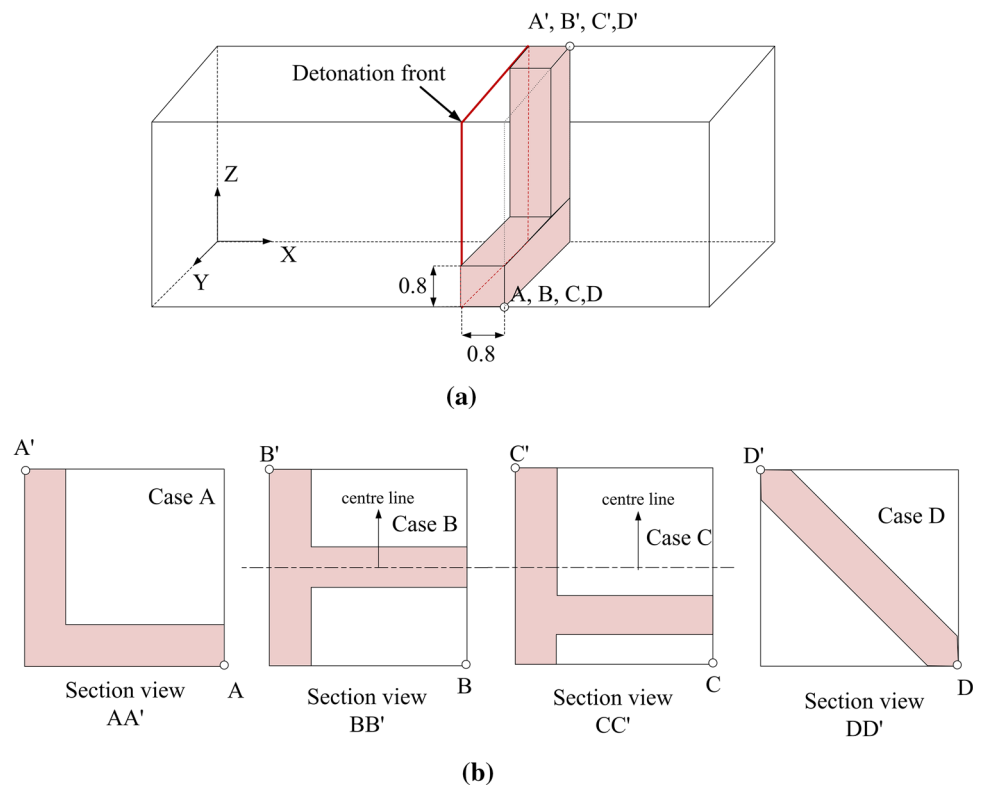 A', B', C',D'
Detonation front
Z
X
Y
0.8
A, B, C,D
0.8
(a)
A'
B'
C'
D'
Case A
centre line
Case B
centre line
Case C
Case D
A
B
C
D
Section view
AA'
Section view
BB'
Section view
CC'
Section view
DD'
(b)